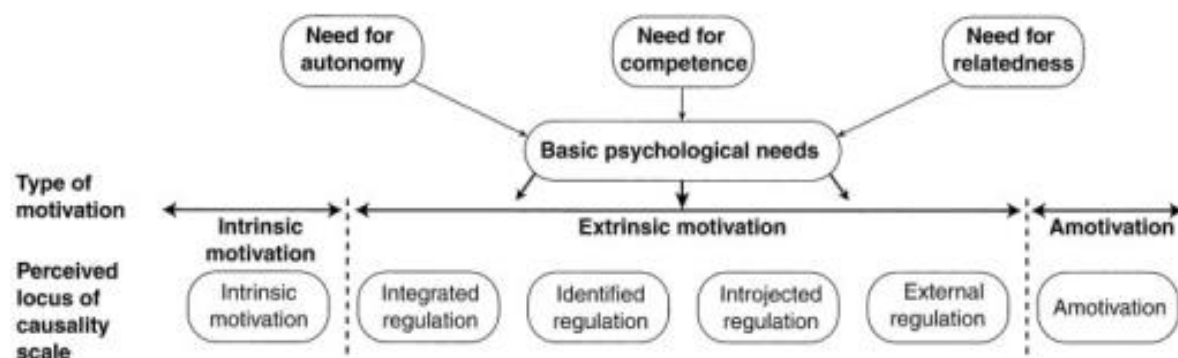 Need for
autonomy
Need for
competence
Need for
relatedness
Basic psychological needs
Type of
motivation
Intrinsic
motivation
Extrinsic motivation
Amotivation
Perceived
locus of
causality
scale
Intrinsic
motivation
Integrated
regulation
Identified
regulation
Introjected
regulation
External
regulation
Amotivation